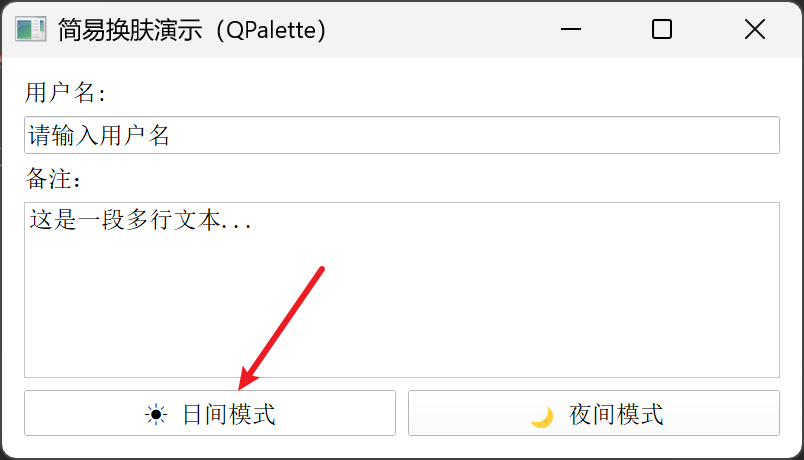 简易换肤演示（QPalette）
用户名:
请输入用户名
备注:
这是一段多行文本...
☀ 日间模式
🌙 夜间模式